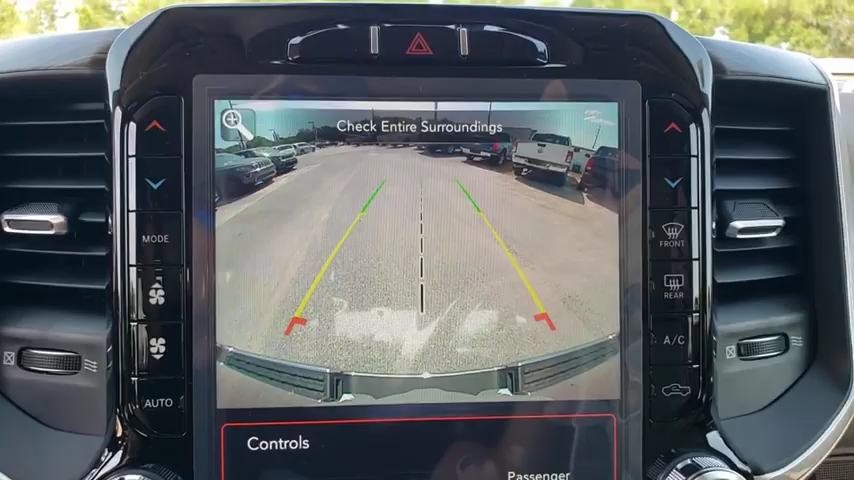 Check Entire Surroundings
MODE
FRONT
REAR
A/C
AUTO
Controls
Passenger